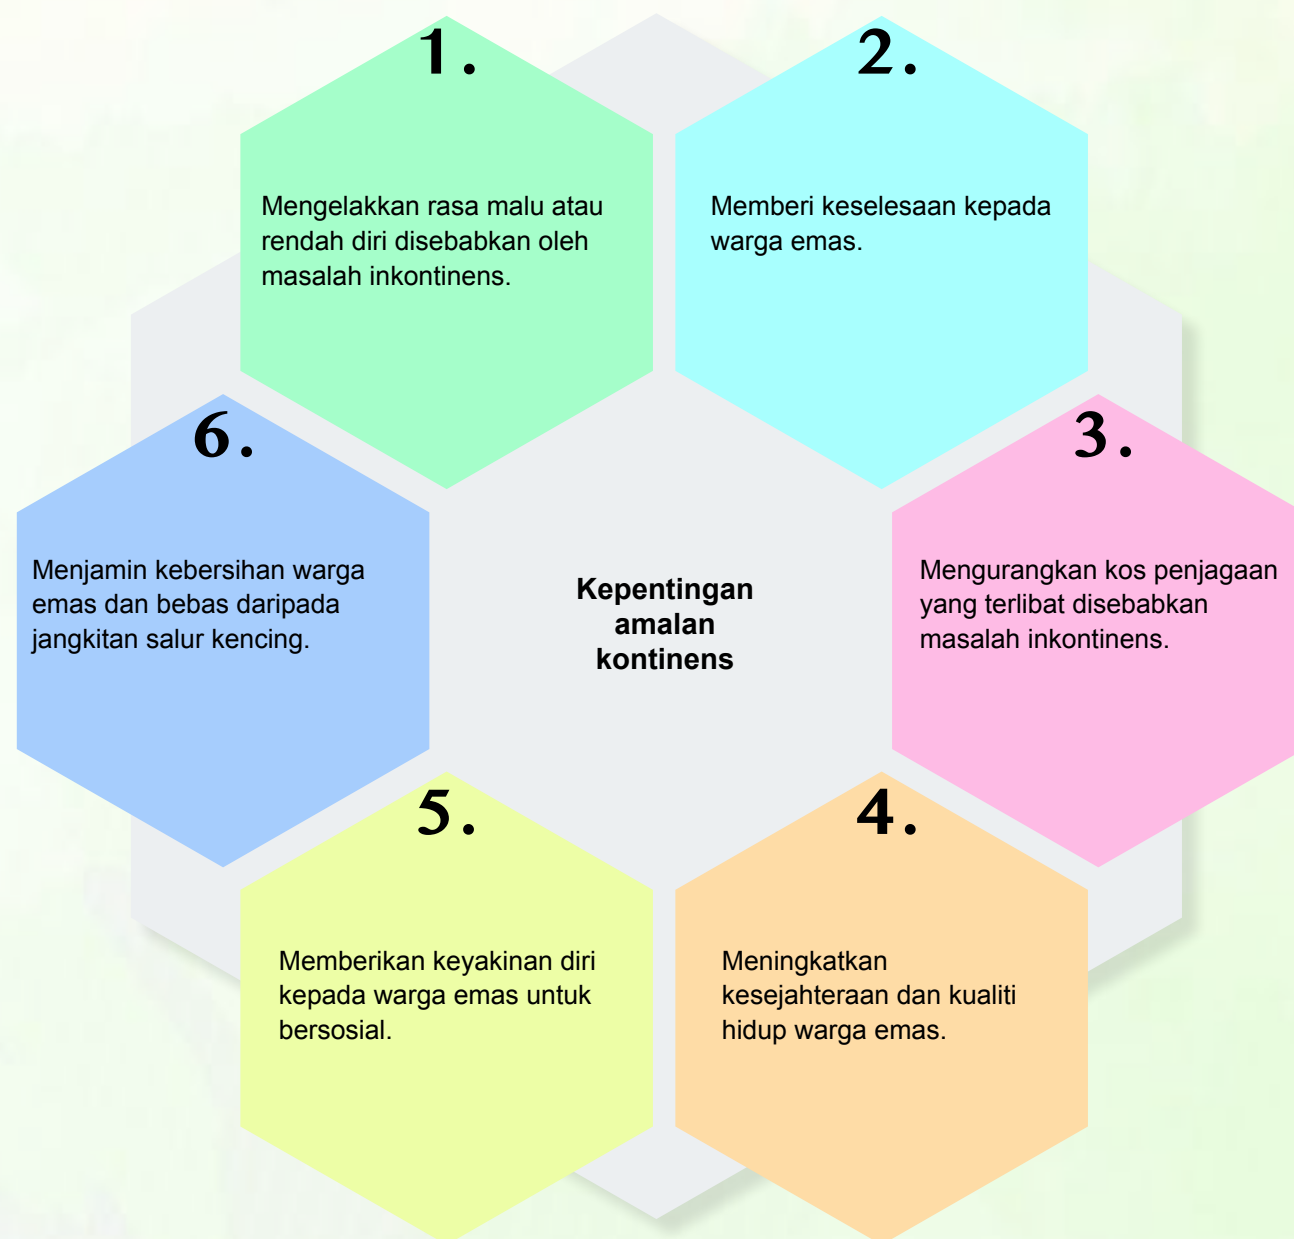 1.
Mengelakkan rasa malu atau
rendah diri disebabkan oleh
masalah inkontinens.
2.
Memberi keselesaan kepada
warga emas.
3.
Mengurangkan kos penjagaan
yang terlibat disebabkan
masalah inkontinens.
4.
Meningkatkan
kesejahteraan dan kualiti
hidup warga emas.
5.
Memberikan keyakinan diri
kepada warga emas untuk
bersosial.
6.
Menjamin kebersihan warga
emas dan bebas daripada
jangkitan salur kencing.
Kepentingan
amalan
kontinens